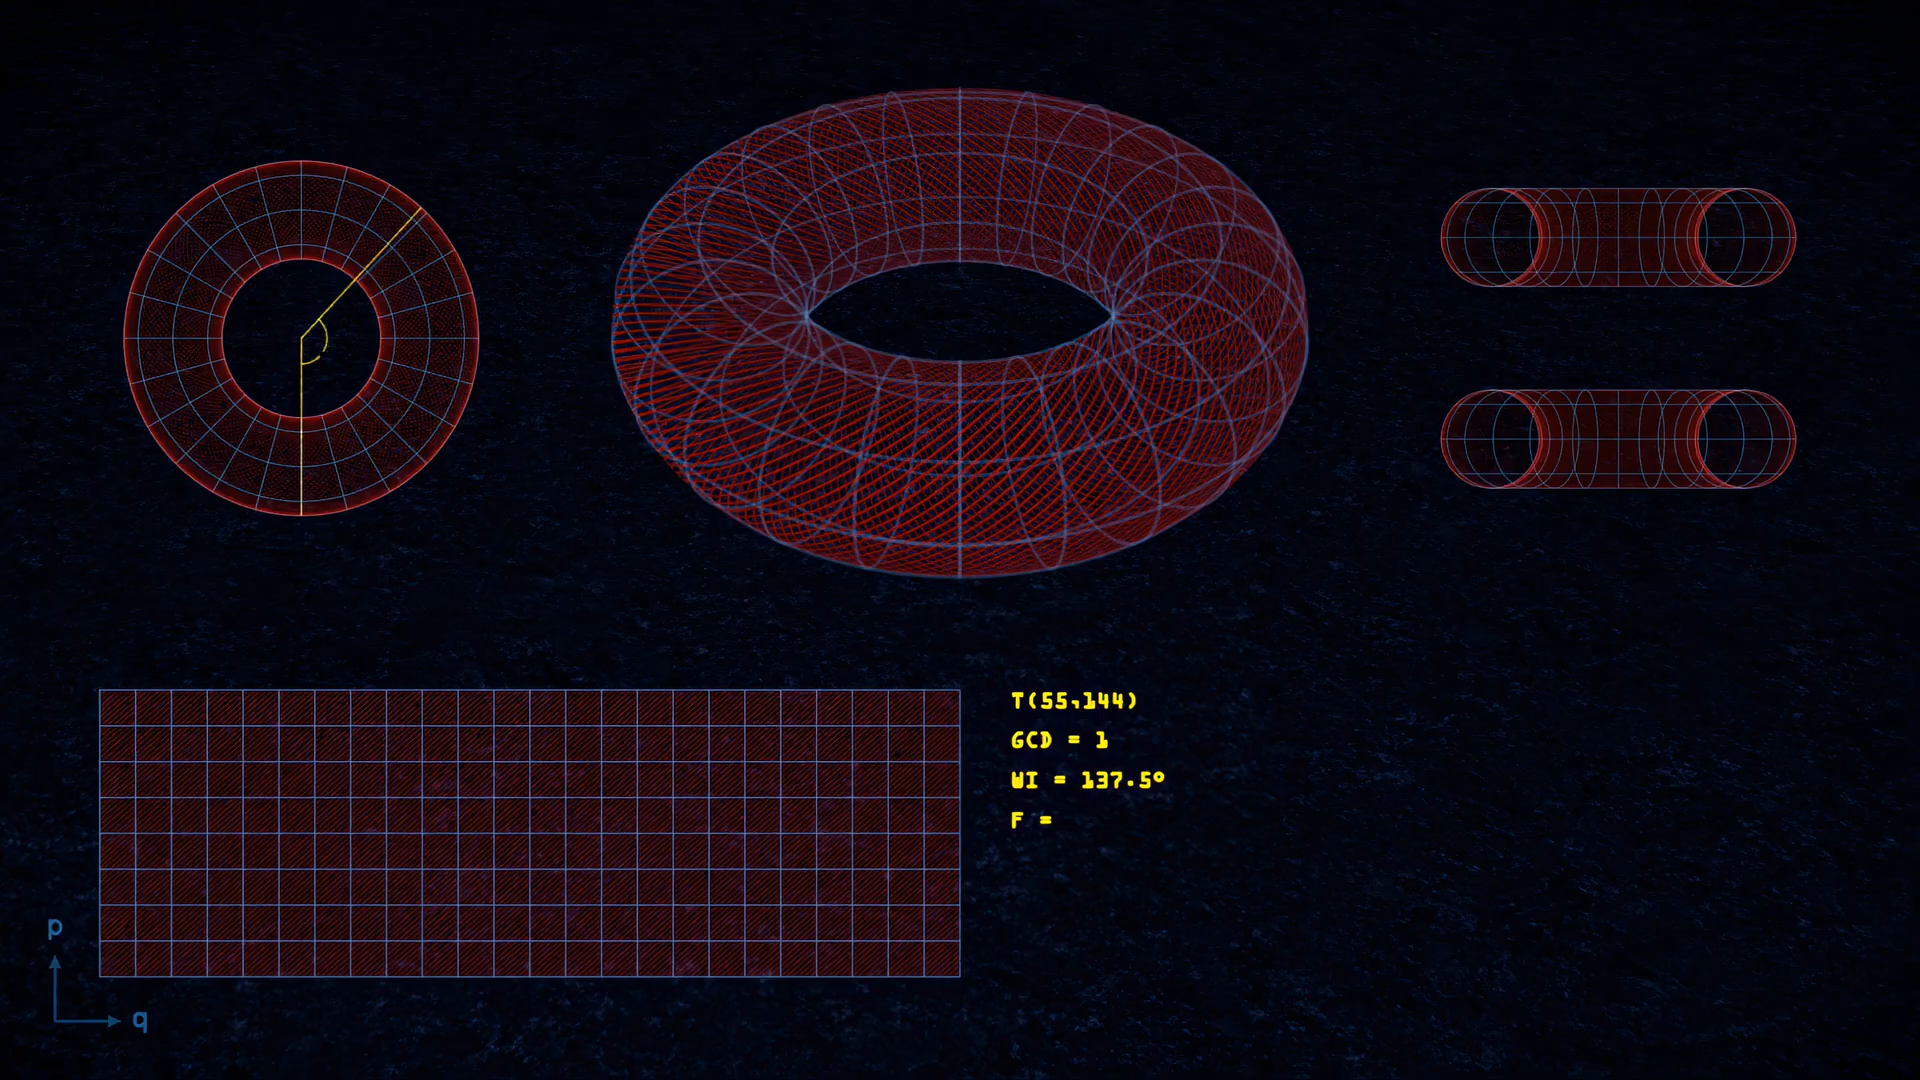 T(55,144)
GCD = 1
WI = 137.5°
F =
p
q